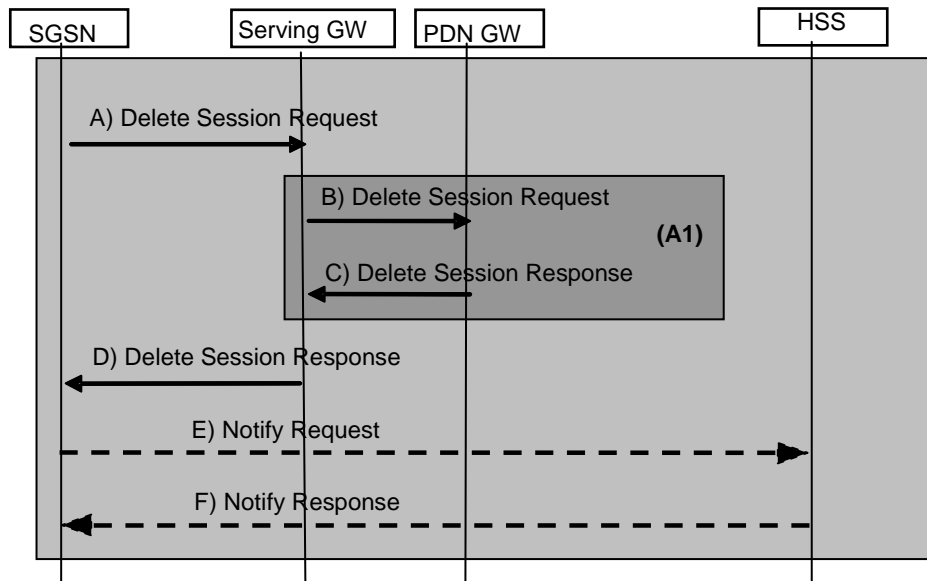 SGSN
Serving GW
PDN GW
HSS
A) Delete Session Request
B) Delete Session Request
(A1)
C) Delete Session Response
D) Delete Session Response
E) Notify Request
F) Notify Response